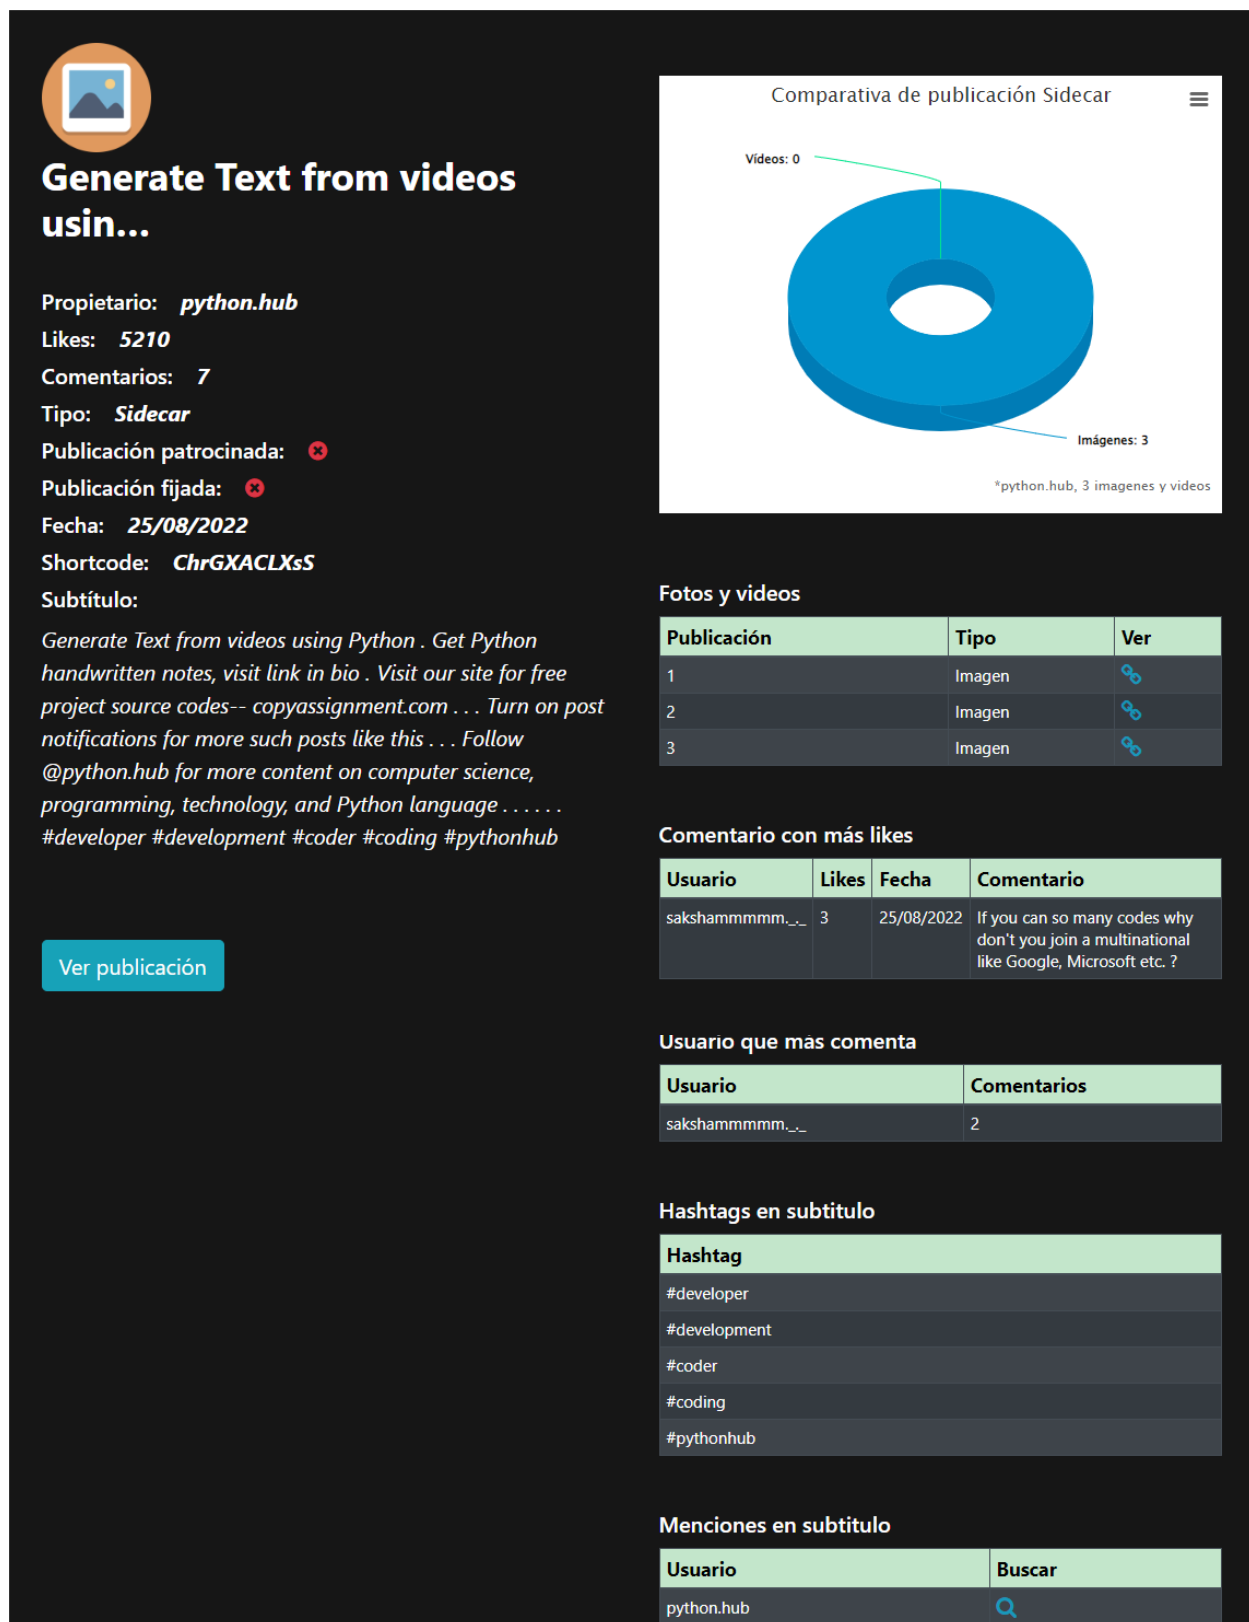 Generate Text from videos
usin...
Propietario: python.hub
Likes: 5210
Comentarios: 7
Tipo: Sidecar
Publicación patrocinada:
Publicación fijada:
Fecha: 25/08/2022
Shortcode: ChrGXACLXsS
Subtítulo:
Generate Text from videos using Python . Get Python
handwritten notes, visit link in bio . Visit our site for free
project source codes-- copyassignment.com . . . Turn on post
notifications for more such posts like this . . . Follow
@python.hub for more content on computer science,
programming, technology, and Python language . . . . . .
#developer #development #coder #coding #pythonhub
Ver publicación
Comparativa de publicación Sidecar
Vídeos: 0
Imágenes: 3
*python.hub, 3 imagenes y videos
Fotos y videos
Publicación Tipo Ver
1 Imagen
2 Imagen
3 Imagen
Comentario con más likes
Usuario Likes Fecha Comentario
sakshammmmm._._ 3 25/08/2022 If you can so many codes why
don't you join a multinational
like Google, Microsoft etc. ?
Usuario que más comenta
Usuario Comentarios
sakshammmmm._._ 2
Hashtags en subtitulo
Hashtag
#developer
#development
#coder
#coding
#pythonhub
Menciones en subtitulo
Usuario Buscar
python.hub